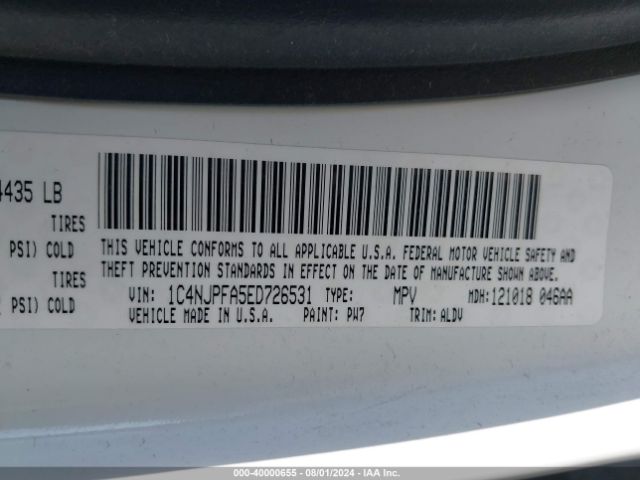 4435 LB
TIRES
PSI) COLD
TIRES
PSI) COLD
THIS VEHICLE CONFORMS TO ALL APPLICABLE U.S.A. FEDERAL MOTOR VEHICLE SAFETY AND
THEFT PREVENTION STANDARDS IN EFFECT ON THE DATE OF MANUFACTURE SHOWN ABOVE.
VIN: 1C4NJPFA5ED726531 TYPE: MPV MDH:121018 046AA
VEHICLE MADE IN U.S.A. PAINT: PW7 TRIM: ALDV
000-40000655 - 08/01/2024 - IAA Inc.